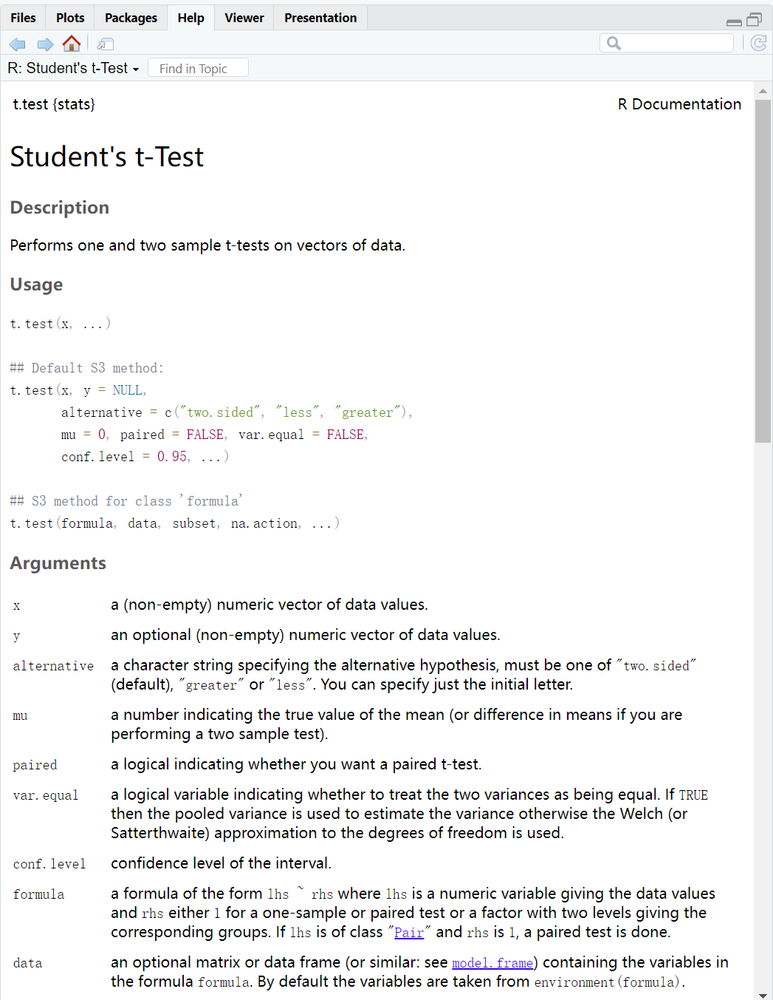 Files Plots Packages Help Viewer Presentation
R: Student's t-Test Find in Topic
t.test {stats} R Documentation
Student's t-Test
Description
Performs one and two sample t-tests on vectors of data.
Usage
t.test(x, ...)
## Default S3 method:
t.test(x, y = NULL,
alternative = c("two.sided", "less", "greater"),
mu = 0, paired = FALSE, var.equal = FALSE,
conf.level = 0.95, ...)
## S3 method for class 'formula'
t.test(formula, data, subset, na.action, ...)
Arguments
x a (non-empty) numeric vector of data values.
y an optional (non-empty) numeric vector of data values.
alternative a character string specifying the alternative hypothesis, must be one of "two.sided"
(default), "greater" or "less". You can specify just the initial letter.
mu a number indicating the true value of the mean (or difference in means if you are
performing a two sample test).
paired a logical indicating whether you want a paired t-test.
var.equal a logical variable indicating whether to treat the two variances as being equal. If TRUE
then the pooled variance is used to estimate the variance otherwise the Welch (or
Satterthwaite) approximation to the degrees of freedom is used.
conf.level confidence level of the interval.
formula a formula of the form lhs ~ rhs where lhs is a numeric variable giving the data values
and rhs either 1 for a one-sample or paired test or a factor with two levels giving the
corresponding groups. If lhs is of class "Pair" and rhs is 1, a paired test is done.
data an optional matrix or data frame (or similar: see model.frame) containing the variables in
the formula formula. By default the variables are taken from environment(formula).